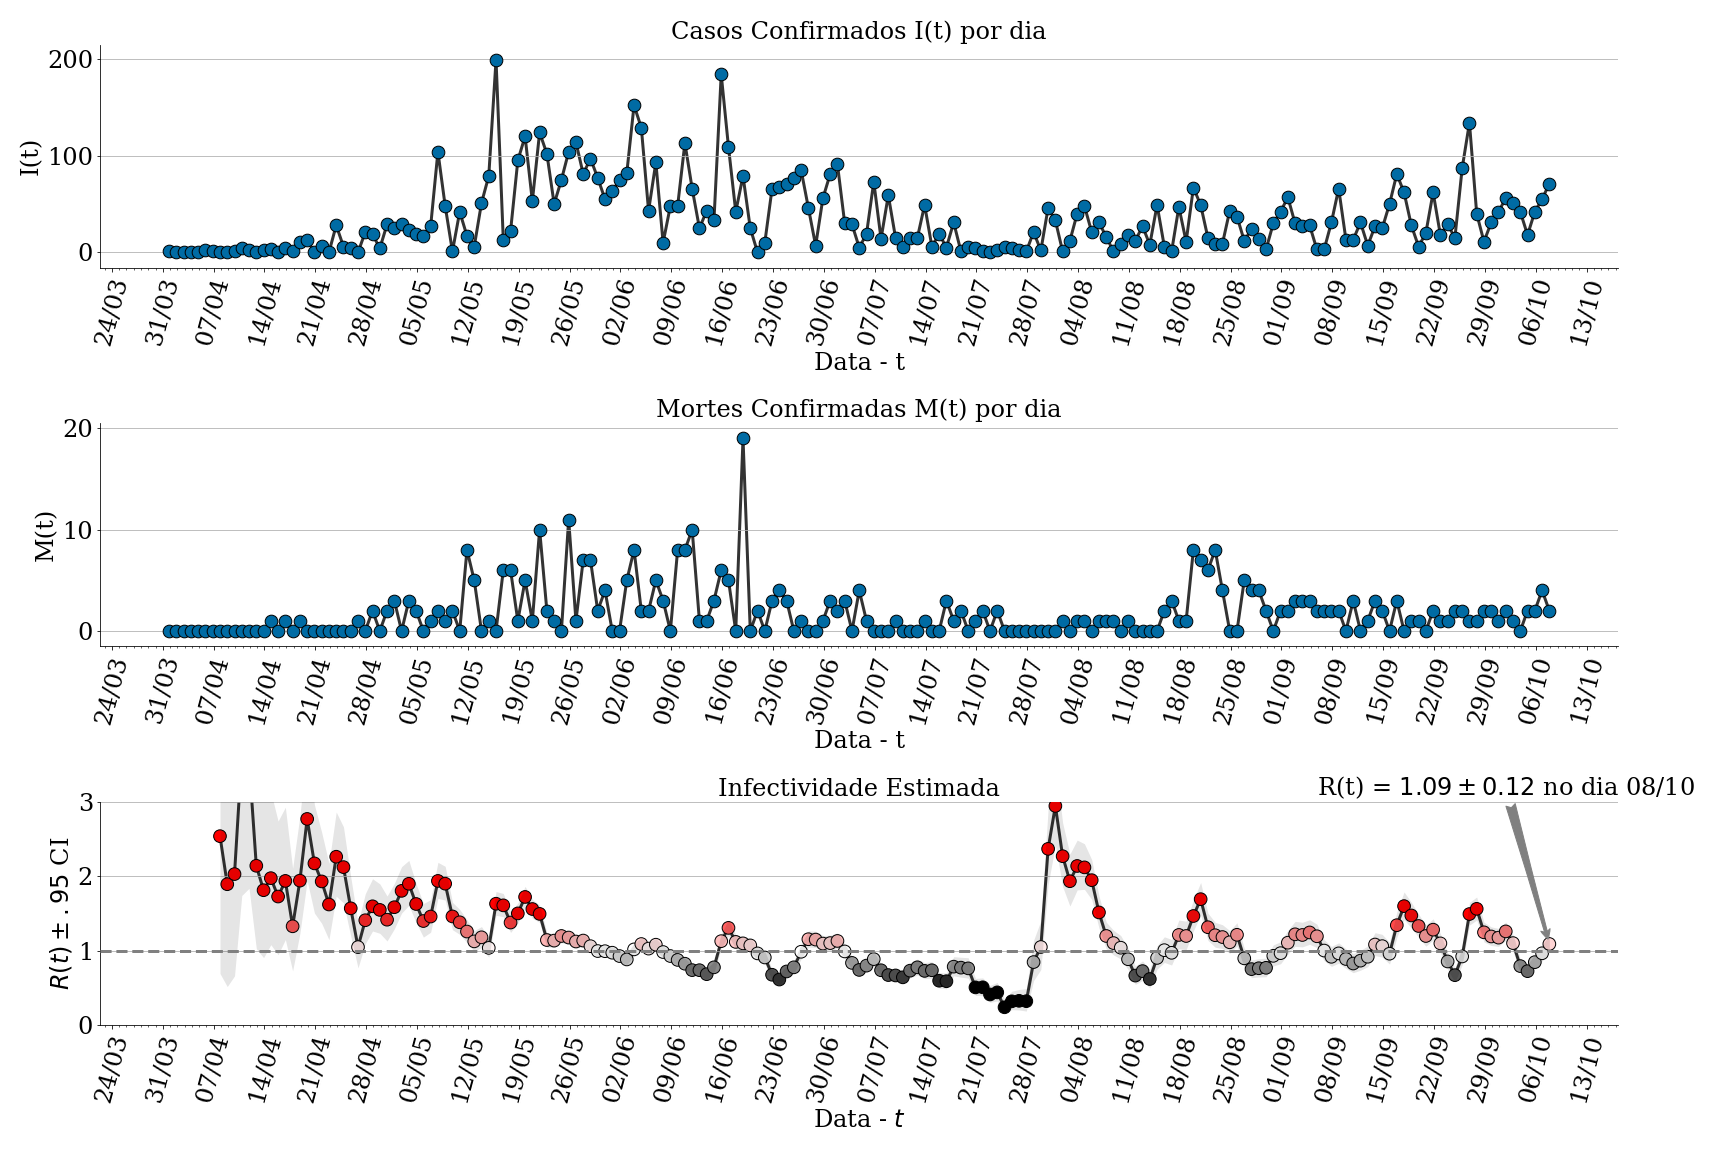 Casos Confirmados I(t) por dia
I(t)
200
100
0
24/03 31/03 07/04 14/04 21/04 28/04 05/05 12/05 19/05 26/05 02/06 09/06 16/06 23/06 30/06 07/07 14/07 21/07 28/07 04/08 11/08 18/08 25/08 01/09 08/09 15/09 22/09 29/09 06/10 13/10
Data - t
Mortes Confirmadas M(t) por dia
M(t)
20
10
0
24/03 31/03 07/04 14/04 21/04 28/04 05/05 12/05 19/05 26/05 02/06 09/06 16/06 23/06 30/06 07/07 14/07 21/07 28/07 04/08 11/08 18/08 25/08 01/09 08/09 15/09 22/09 29/09 06/10 13/10
Data - t
Infectividade Estimada
R(t) = 1.09 ± 0.12 no dia 08/10
R(t) ± .95 CI
3
2
1
0
24/03 31/03 07/04 14/04 21/04 28/04 05/05 12/05 19/05 26/05 02/06 09/06 16/06 23/06 30/06 07/07 14/07 21/07 28/07 04/08 11/08 18/08 25/08 01/09 08/09 15/09 22/09 29/09 06/10 13/10
Data - t